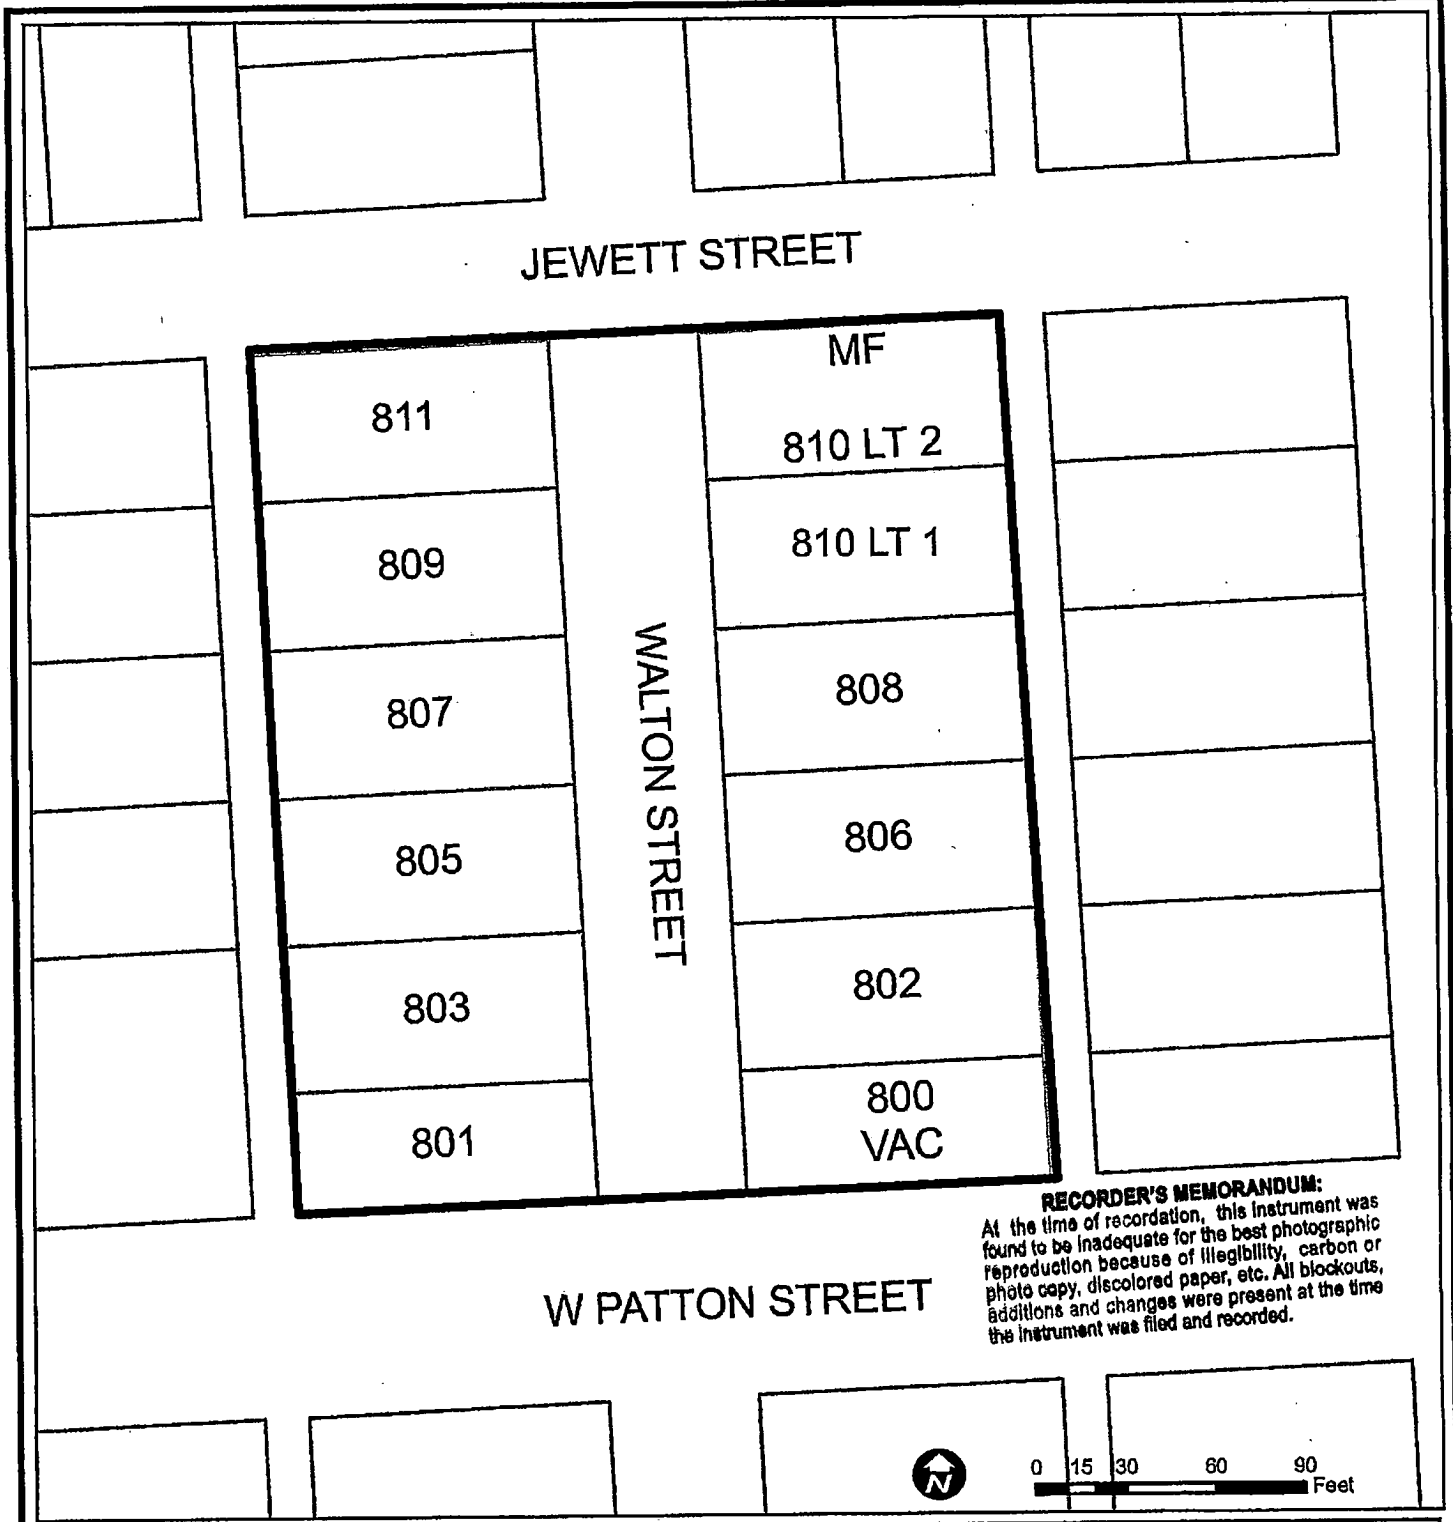 JEWETT STREET
811
MF
810 LT 2
809
810 LT 1
807
WALTON STREET
808
805
806
803
802
801
800
VAC
RECORDER'S MEMORANDUM:
At the time of recordation, this instrument was
found to be inadequate for the best photographic
reproduction because of illegibility, carbon or
photo copy, discolored paper, etc. All blockouts,
additions and changes were present at the time
the instrument was filed and recorded.
W PATTON STREET
N
0 15 30 60 90
Feet